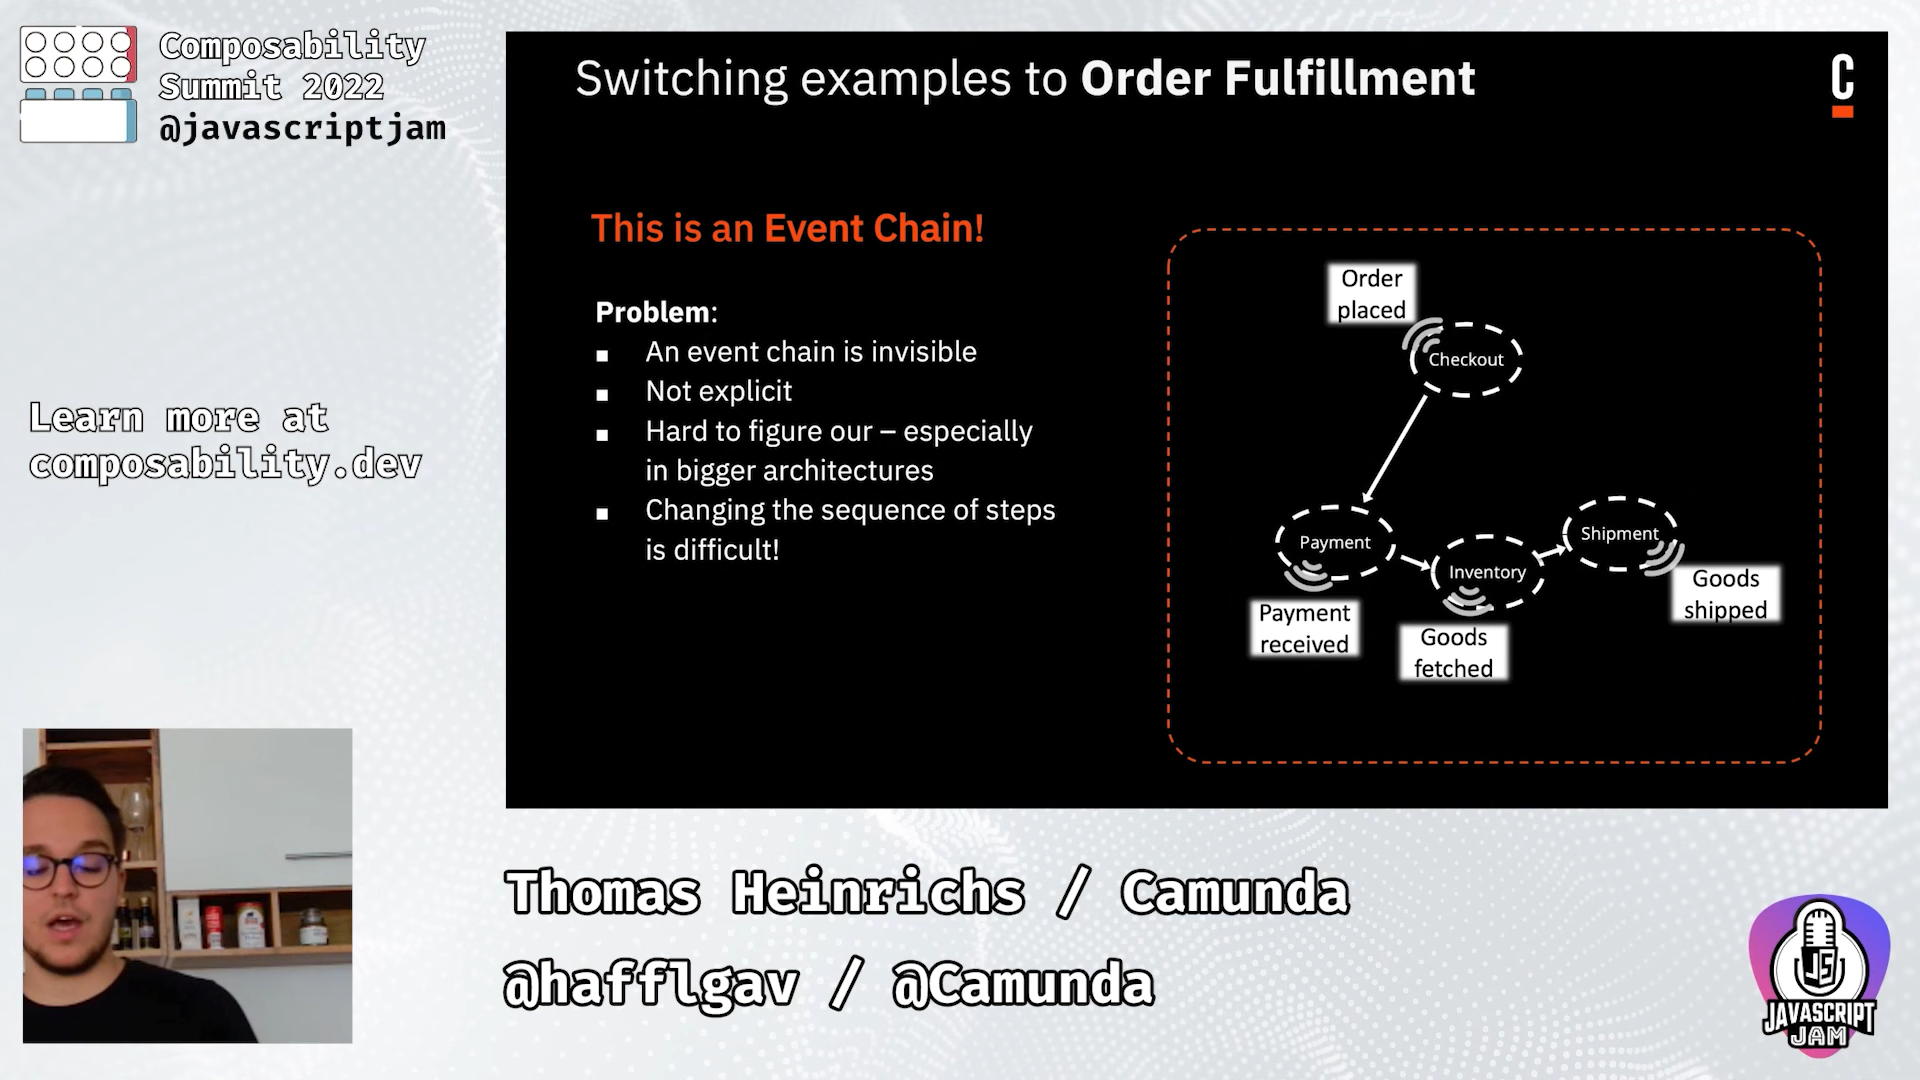 Composability
Summit 2022
@javascriptjam
Learn more at
composability.dev
Switching examples to Order Fulfillment
C
This is an Event Chain!
Problem:
▪ An event chain is invisible
▪ Not explicit
▪ Hard to figure our – especially
in bigger architectures
▪ Changing the sequence of steps
is difficult!
Order
placed
Checkout
Payment
Payment
received
Inventory
Goods
fetched
Shipment
Goods
shipped
Thomas Heinrichs / Camunda
@hafflgav / @Camunda
JS
JAVASCRIPT
JAM